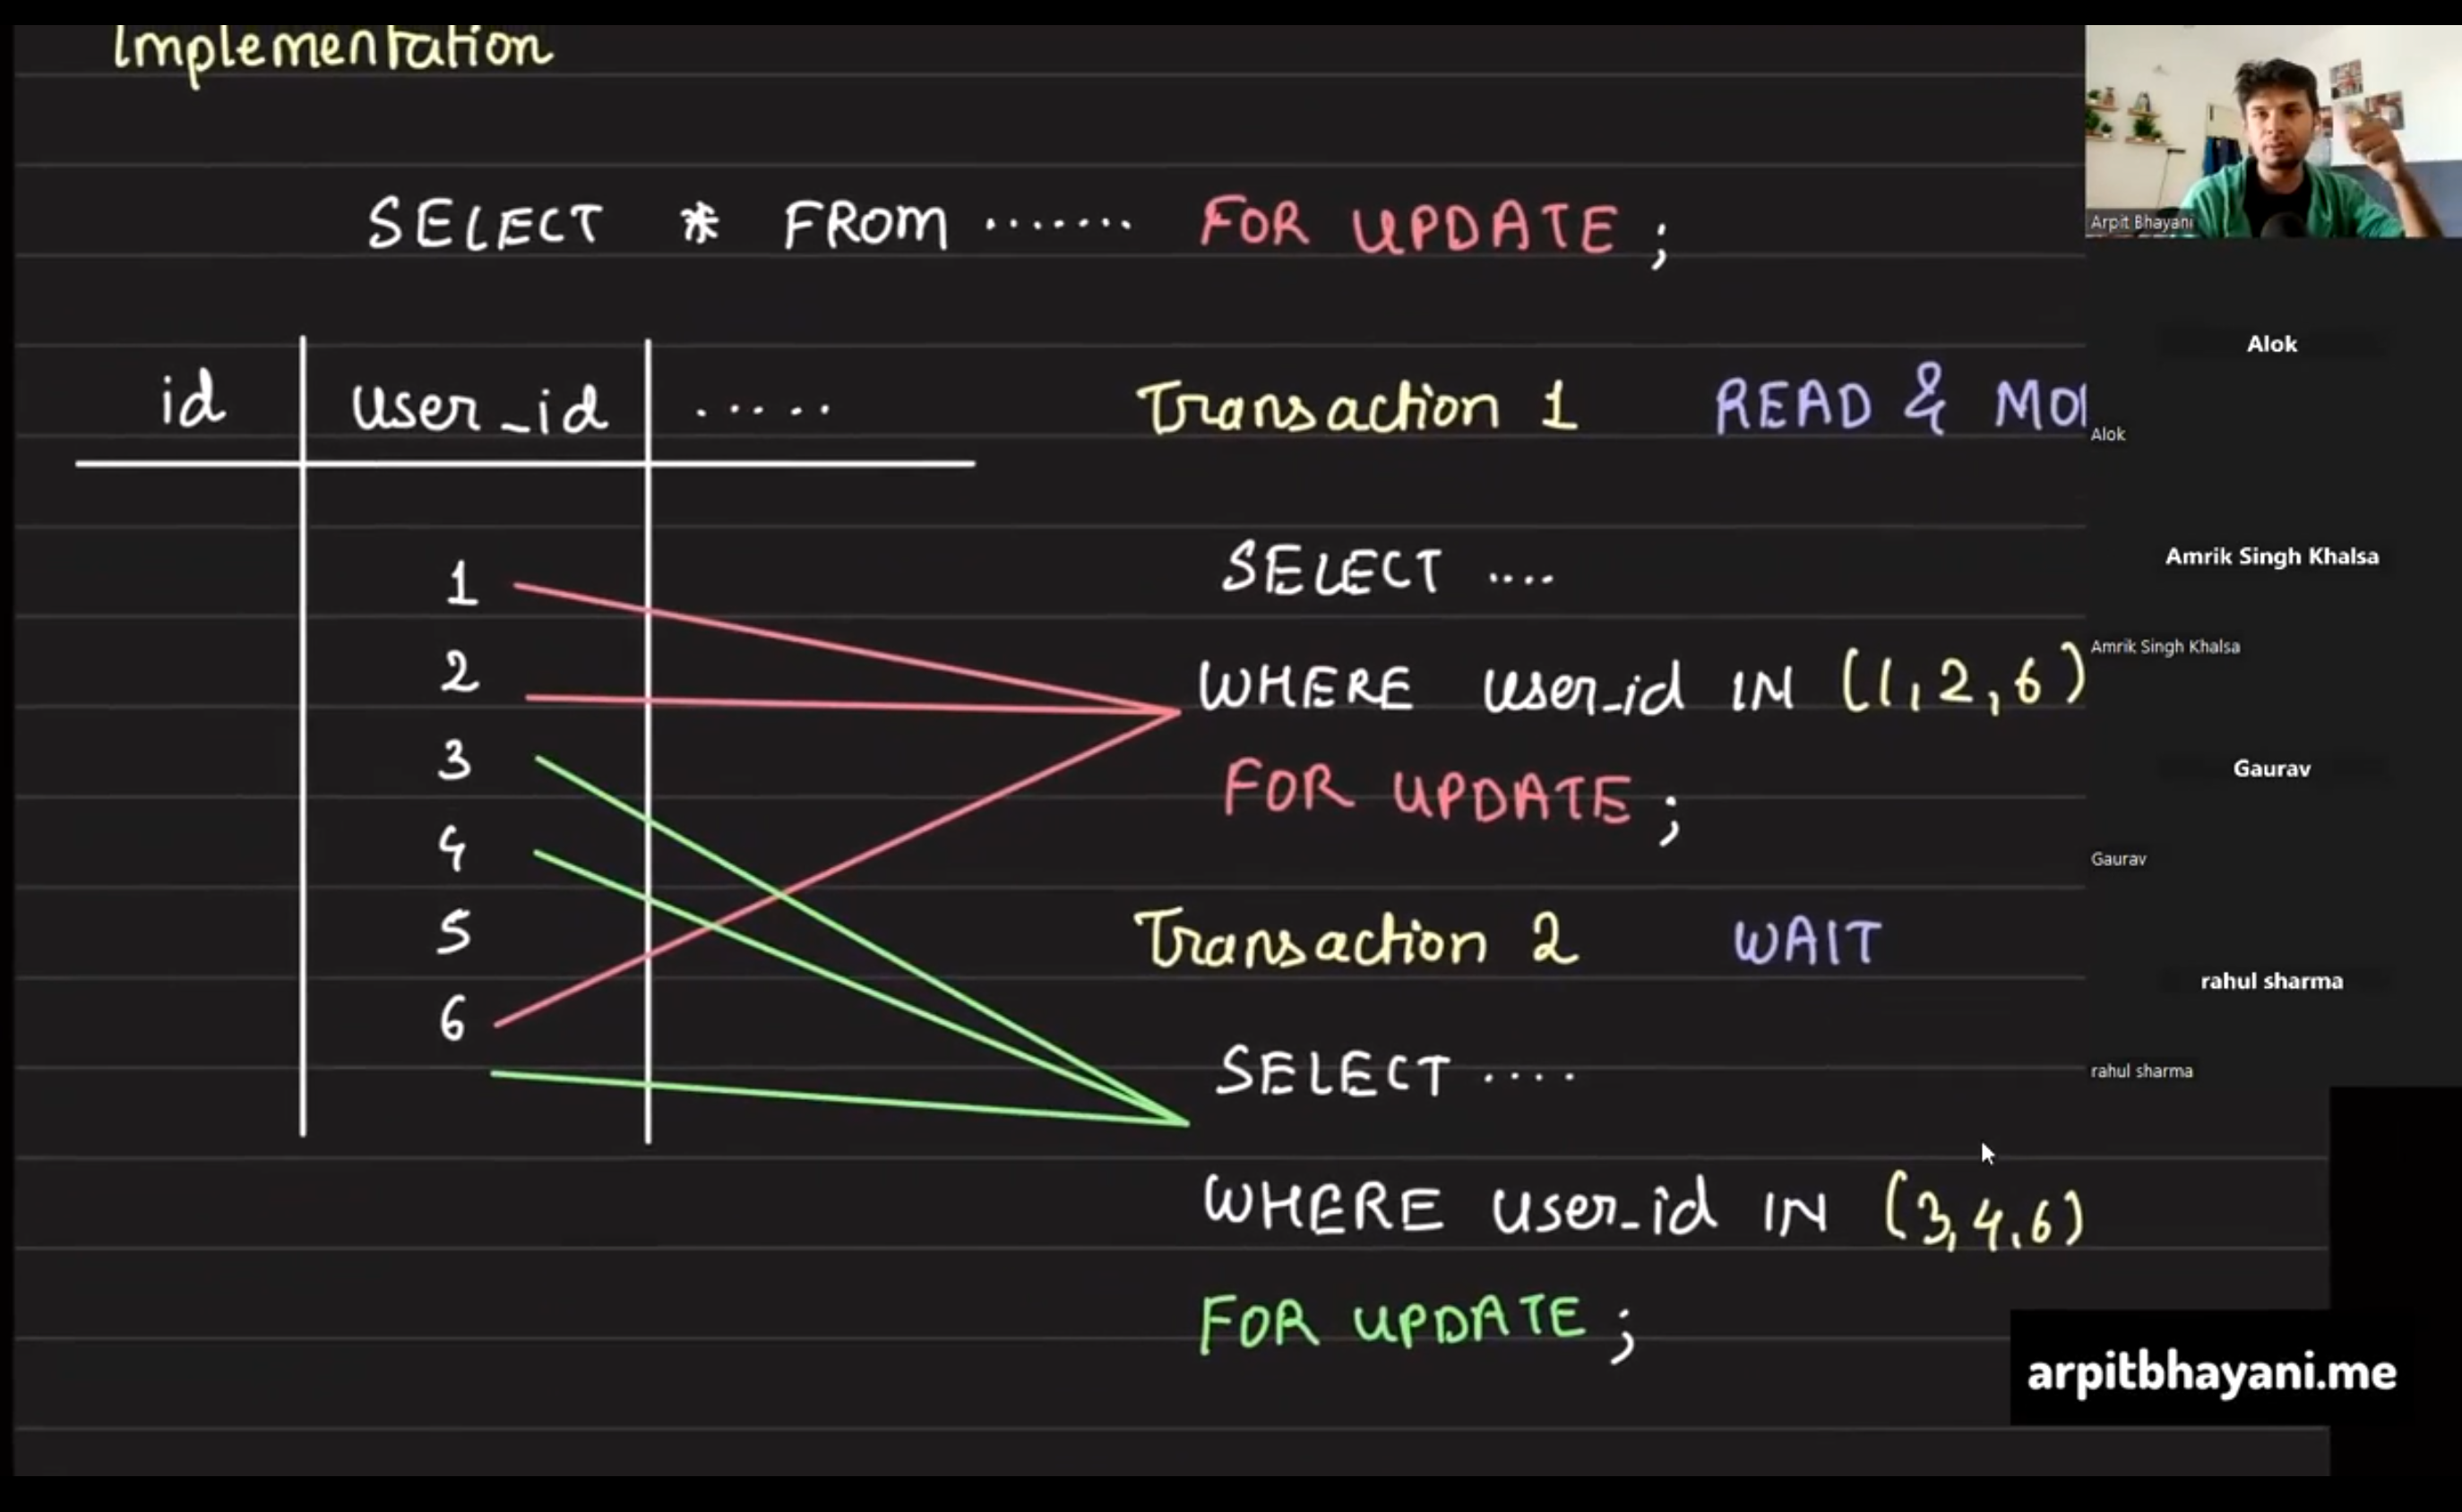 Implementation
SELECT * FROM ....... FOR UPDATE ;
id user_id .....
1
2
3
4
5
6
Transaction 1 READ & MO
SELECT ....
WHERE user_id IN (1,2,6)
FOR UPDATE ;
Transaction 2 WAIT
SELECT ....
WHERE user_id IN (3,4,6)
FOR UPDATE ;
Arpit Bhayani
Alok
Alok
Amrik Singh Khalsa
Amrik Singh Khalsa
Gaurav
Gaurav
rahul sharma
rahul sharma
arpitbhayani.me